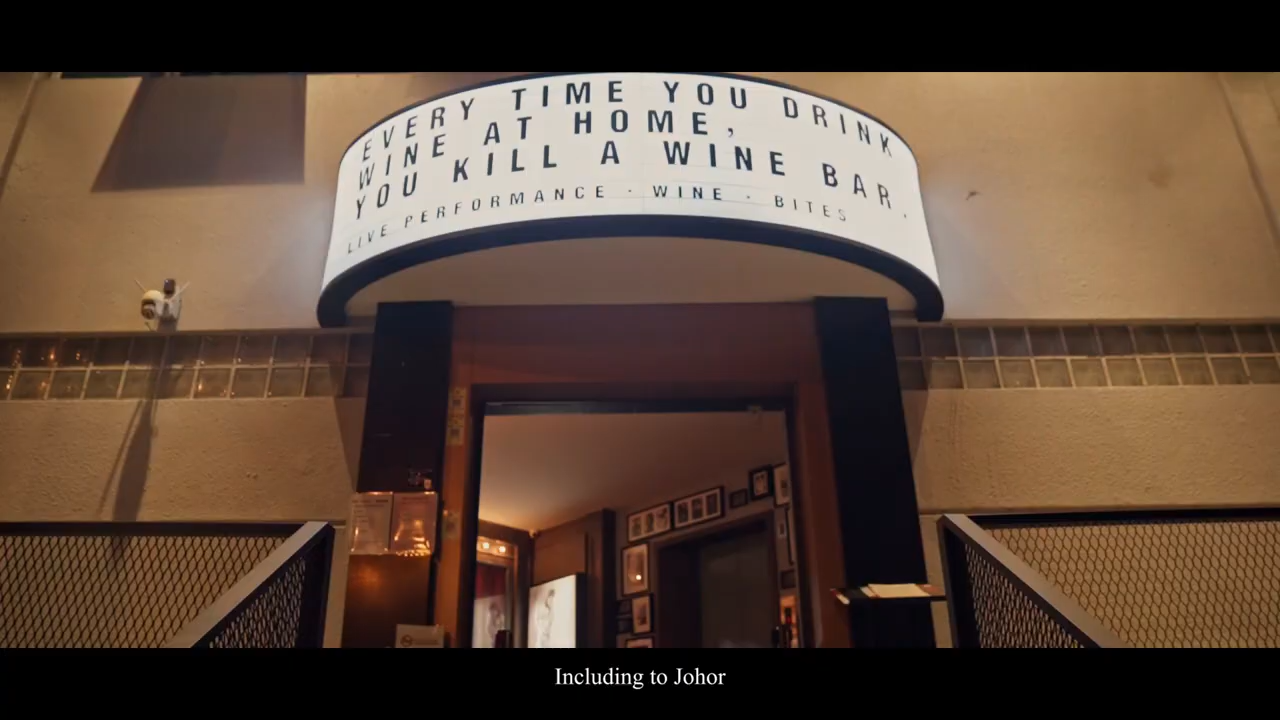 EVERY TIME YOU DRINK
WINE AT HOME,
YOU KILL A WINE BAR.
LIVE PERFORMANCE · WINE · BITES
Including to Johor